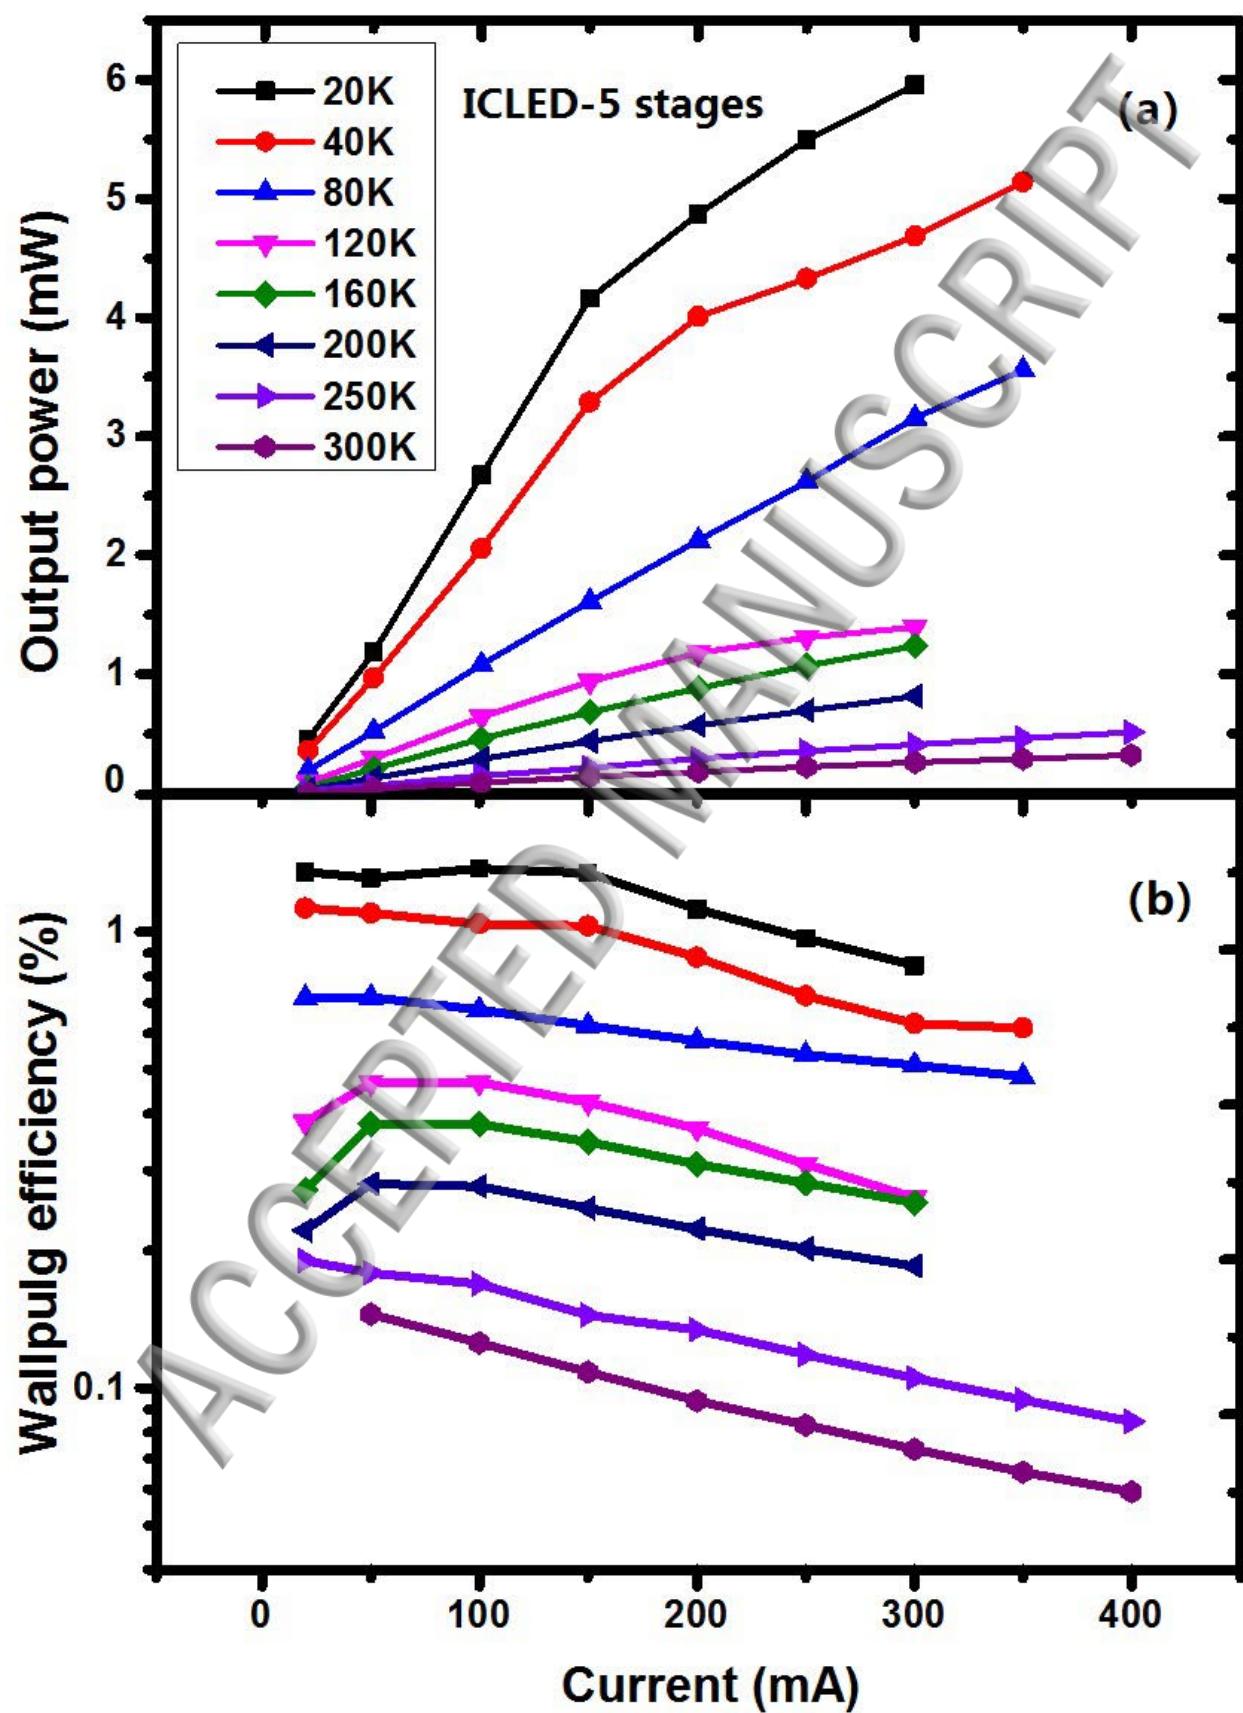 ICLED-5 stages
(a)
20K
40K
80K
120K
160K
200K
250K
300K
Output power (mW)
6
5
4
3
2
1
0
(b)
Wallpulg efficiency (%)
1
0.1
0
100
200
300
400
Current (mA)
ACCEPTED MANUSCRIPT